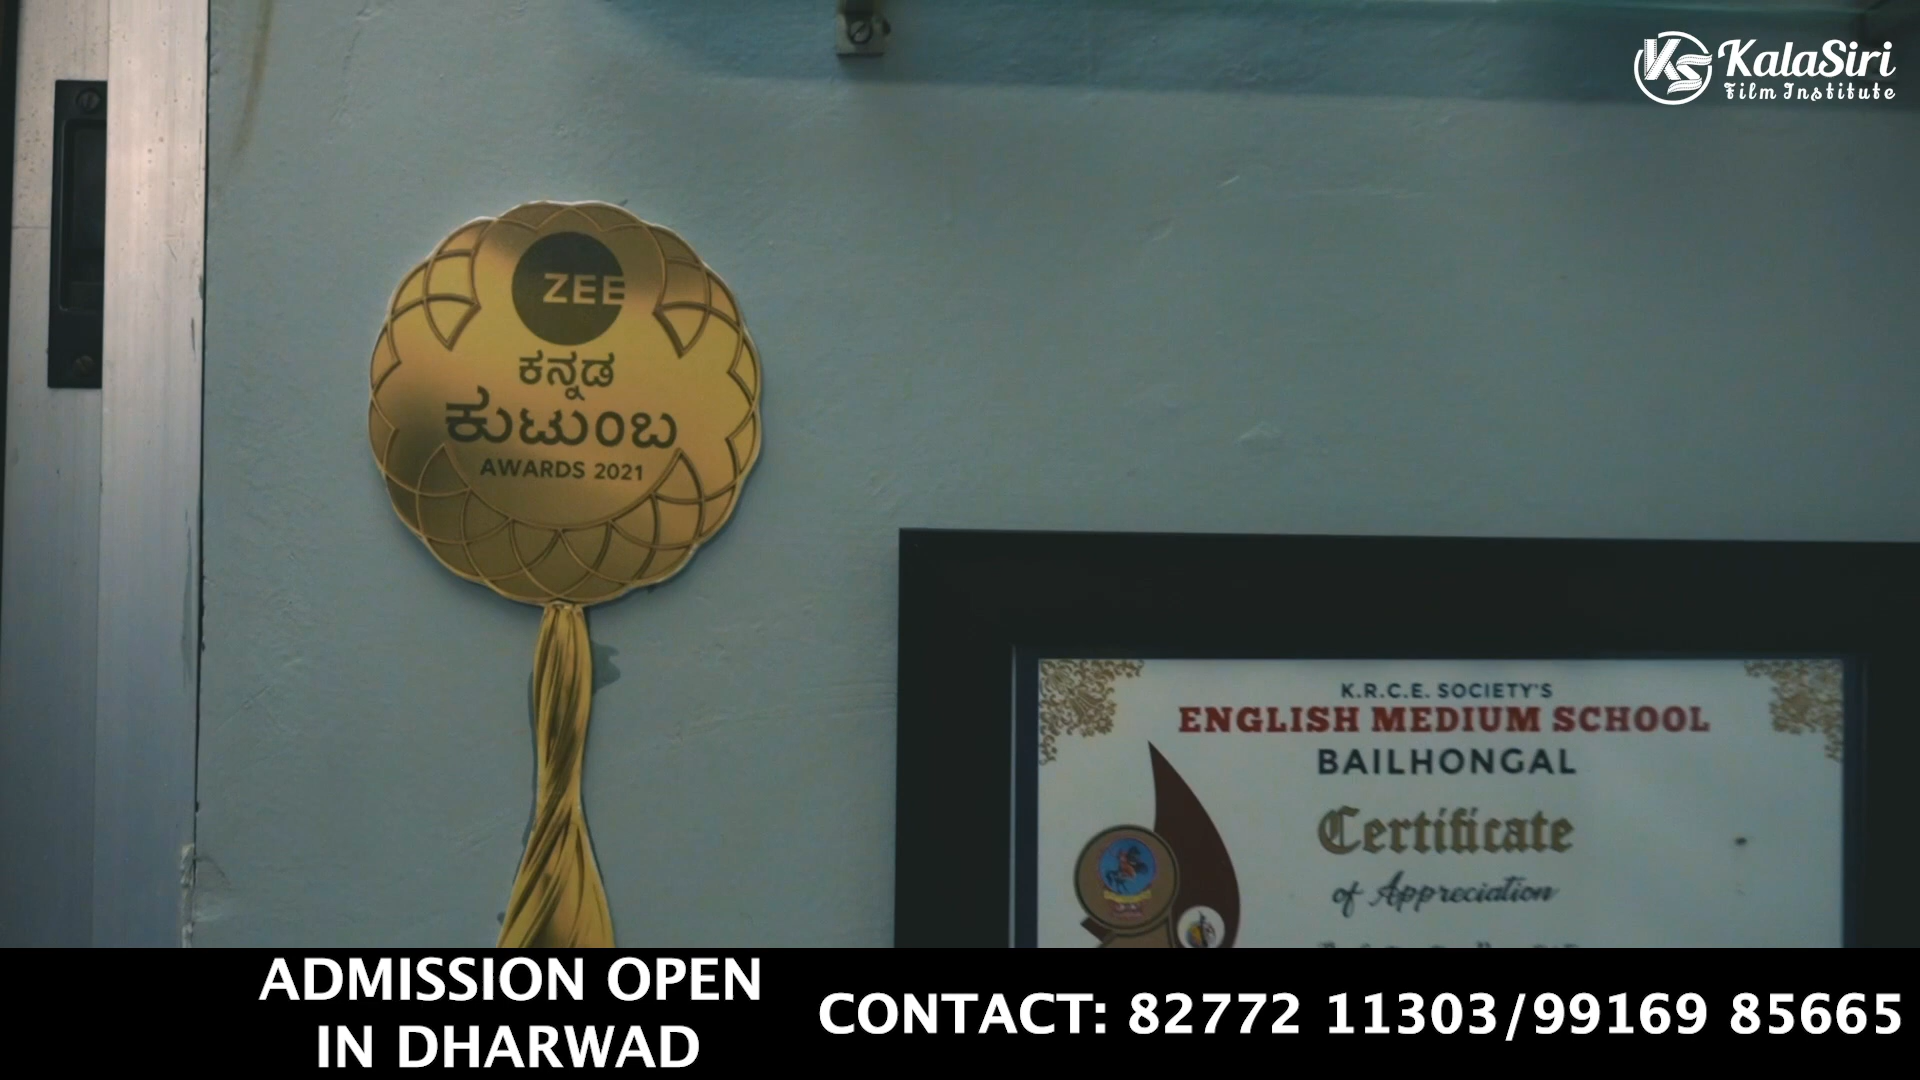 KS KalaSiri
Film Institute
ZEE
ಕನ್ನಡ
ಕುಟುಂಬ
AWARDS 2021
K.R.C.E. SOCIETY'S
ENGLISH MEDIUM SCHOOL
BAILHONGAL
Certificate
of Appreciation
ADMISSION OPEN
IN DHARWAD
CONTACT: 82772 11303/99169 85665